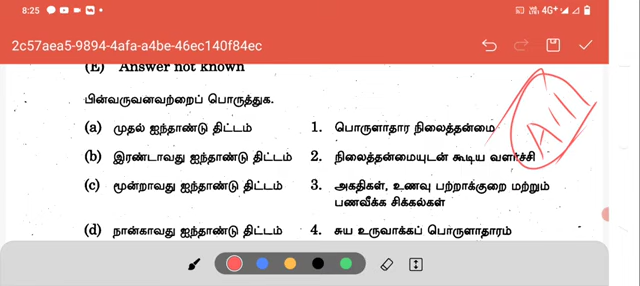 8:25 4G+
2c57aea5-9894-4afa-a4be-46ec140f84ec
(E) Answer not known
பின்வருவனவற்றைப் பொருத்துக.
(a) முதல் ஐந்தாண்டு திட்டம் 1. பொருளாதார நிலைத்தன்மை
(b) இரண்டாவது ஐந்தாண்டு திட்டம் 2. நிலைத்தன்மையுடன் கூடிய வளர்ச்சி
(c) மூன்றாவது ஐந்தாண்டு திட்டம் 3. அகதிகள், உணவு பற்றாக்குறை மற்றும்
பணவீக்க சிக்கல்கள்
(d) நான்காவது ஐந்தாண்டு திட்டம் 4. சுய உருவாக்கப் பொருளாதாரம்